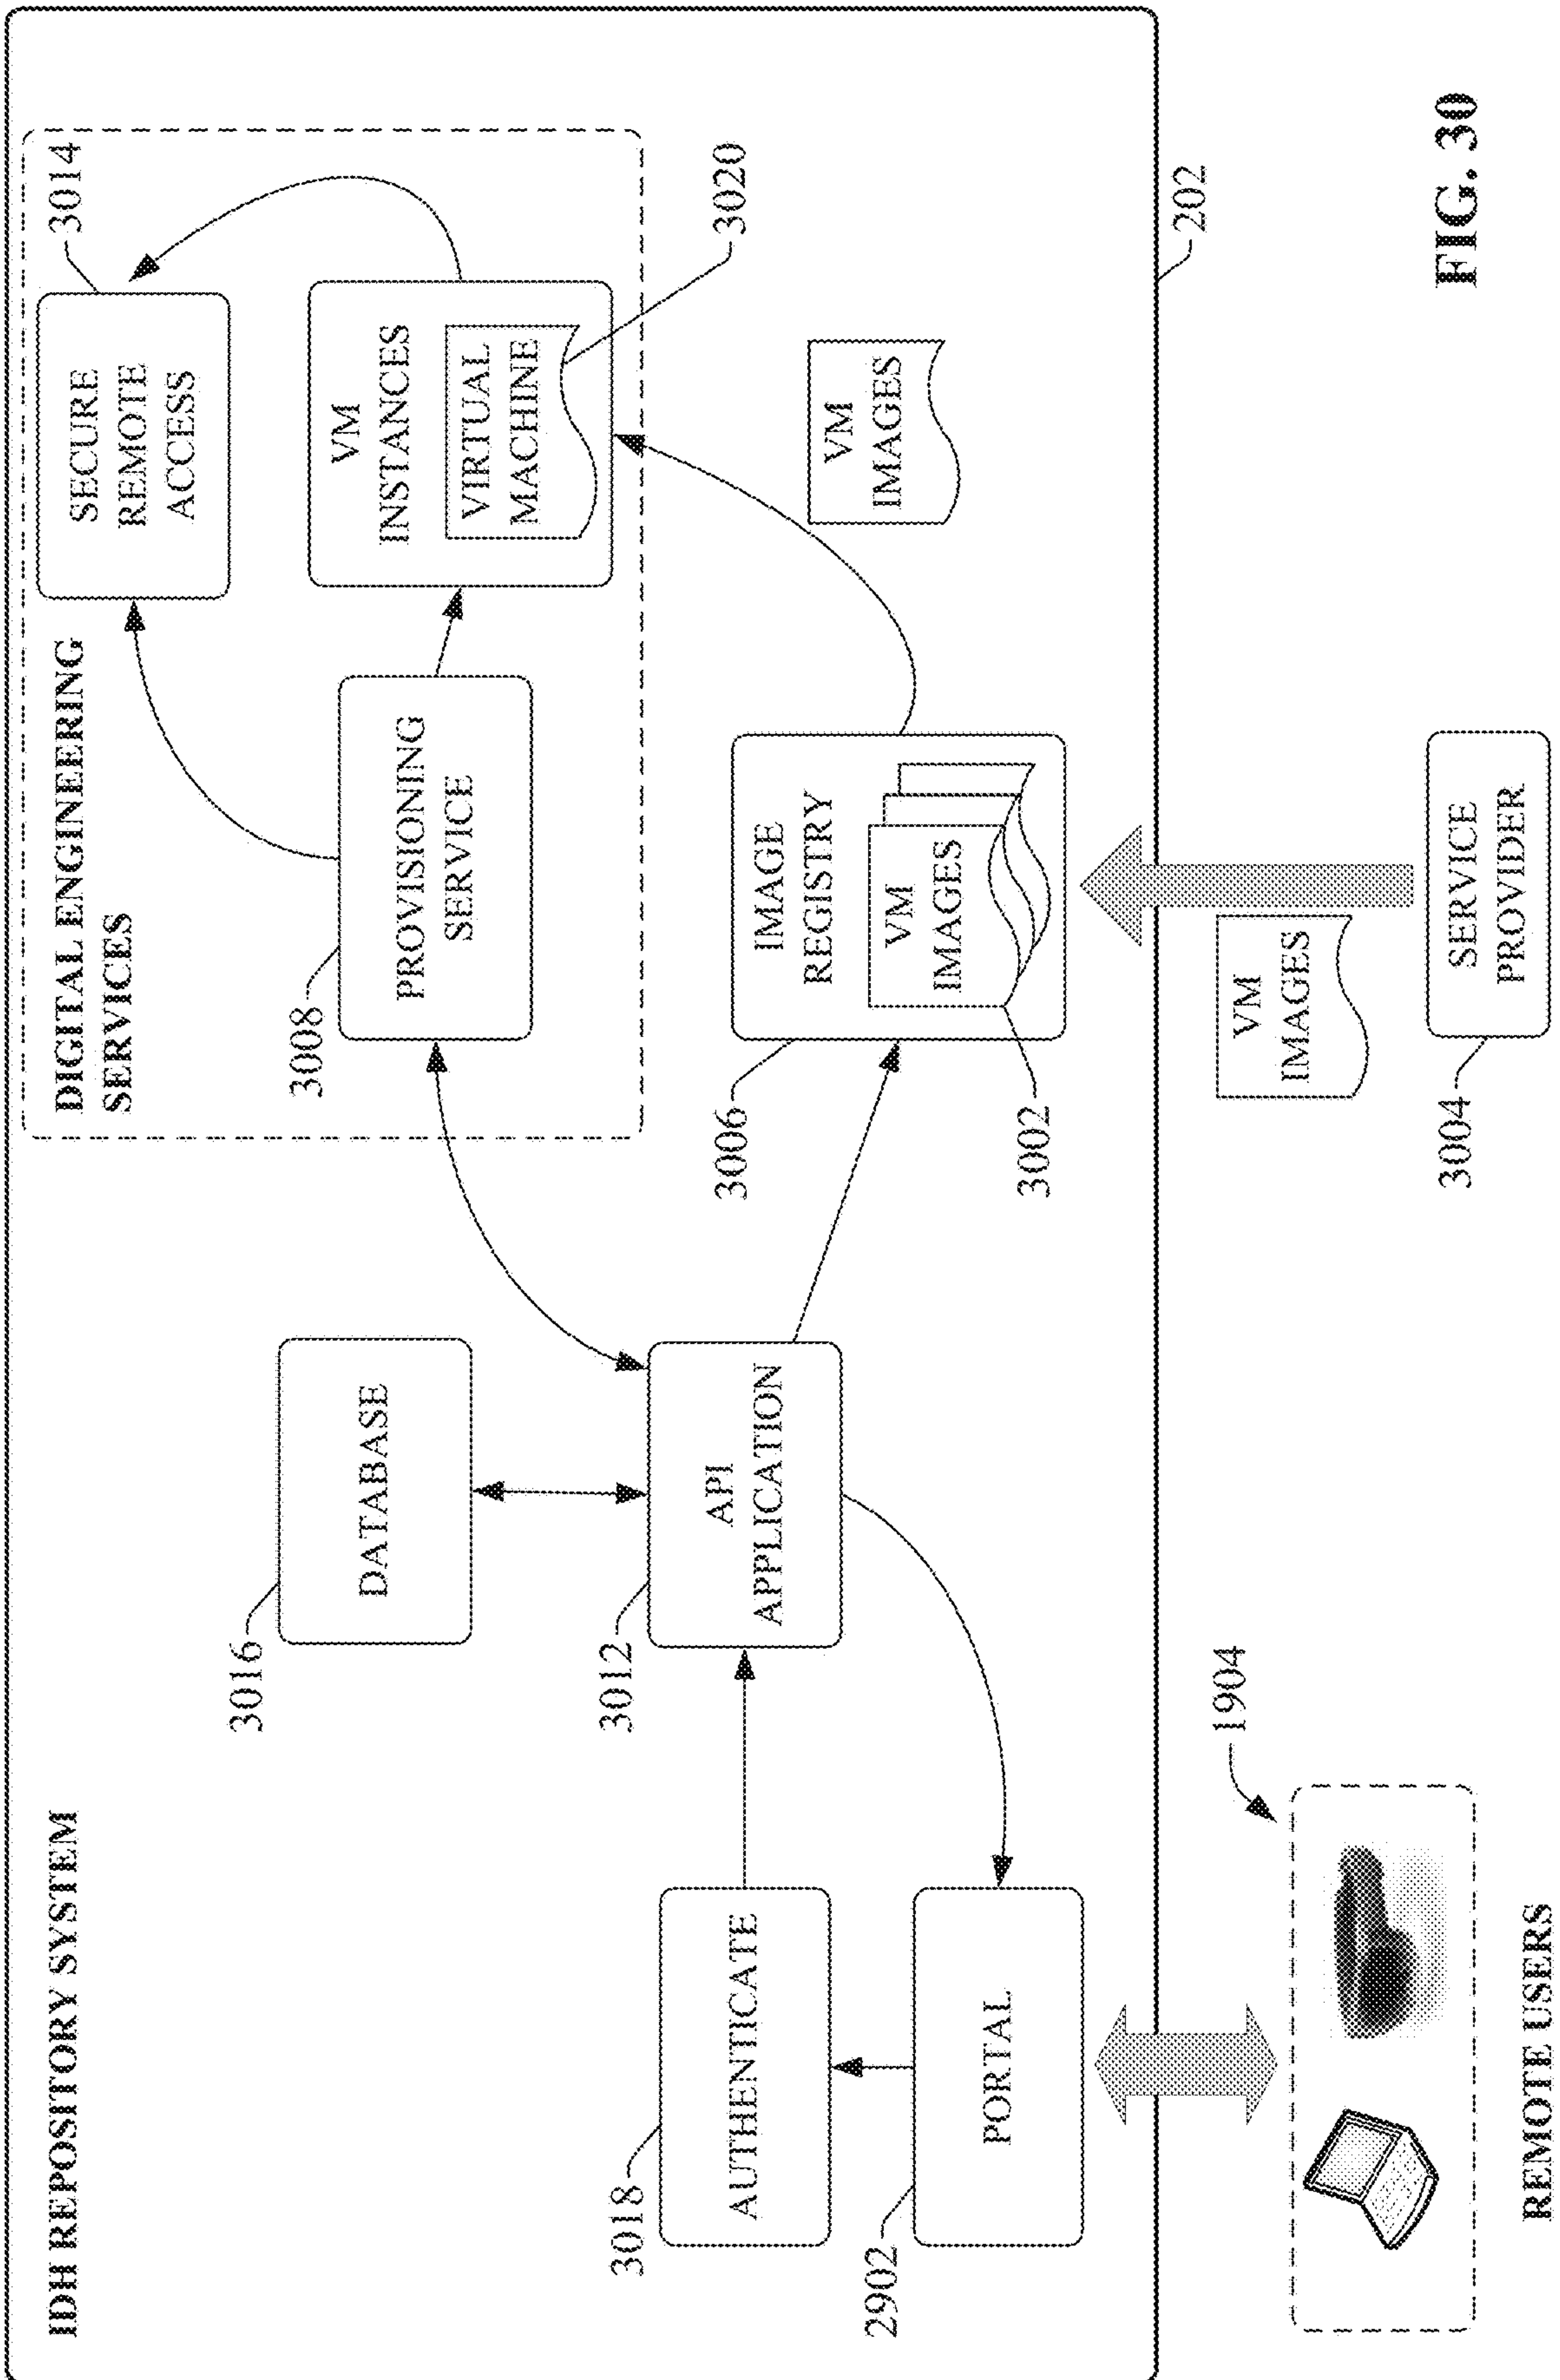 IDH REPOSITORY SYSTEM
DIGITAL ENGINEERING
SERVICES
3014
SECURE
REMOTE
ACCESS
3016
DATABASE
3008
PROVISIONING
SERVICE
VM
INSTANCES
VIRTUAL
MACHINE
3020
3018
AUTHENTICATE
3012
API
APPLICATION
3006
IMAGE
REGISTRY
VM
IMAGES
3002
VM
IMAGES
2902
PORTAL
202
1904
REMOTE USERS
VM
IMAGES
3004
SERVICE
PROVIDER
FIG. 30